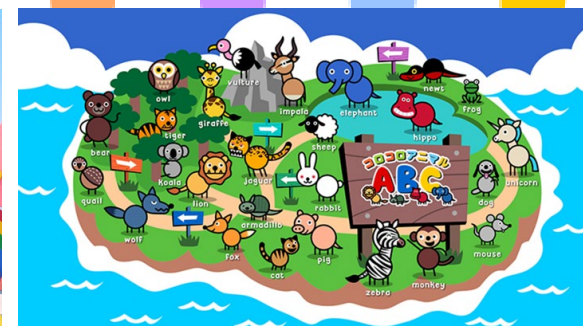 vulture
owl
giraffe
impala
elephant
newt
frog
tiger
bear
sheep
hippo
koala
jaguar
unicorn
quail
lion
rabbit
コロコロアニマル
ABC
dog
armadillo
wolf
fox
pig
cat
mouse
zebra
monkey